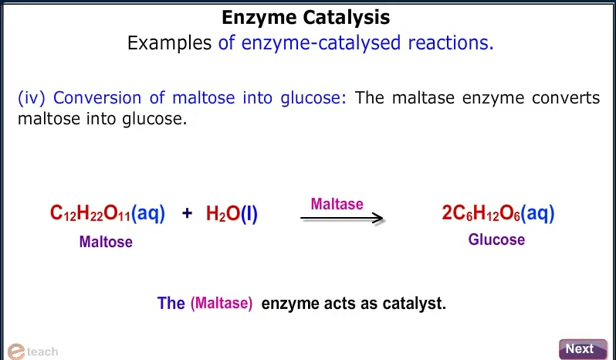 Enzyme Catalysis
Examples of enzyme-catalysed reactions.
(iv) Conversion of maltose into glucose: The maltase enzyme converts
maltose into glucose.
Maltase
C₁₂H₂₂O₁₁(aq) + H₂O(l) → 2C₆H₁₂O₆(aq)
Maltose Glucose
The (Maltase) enzyme acts as catalyst.
e teach
Next